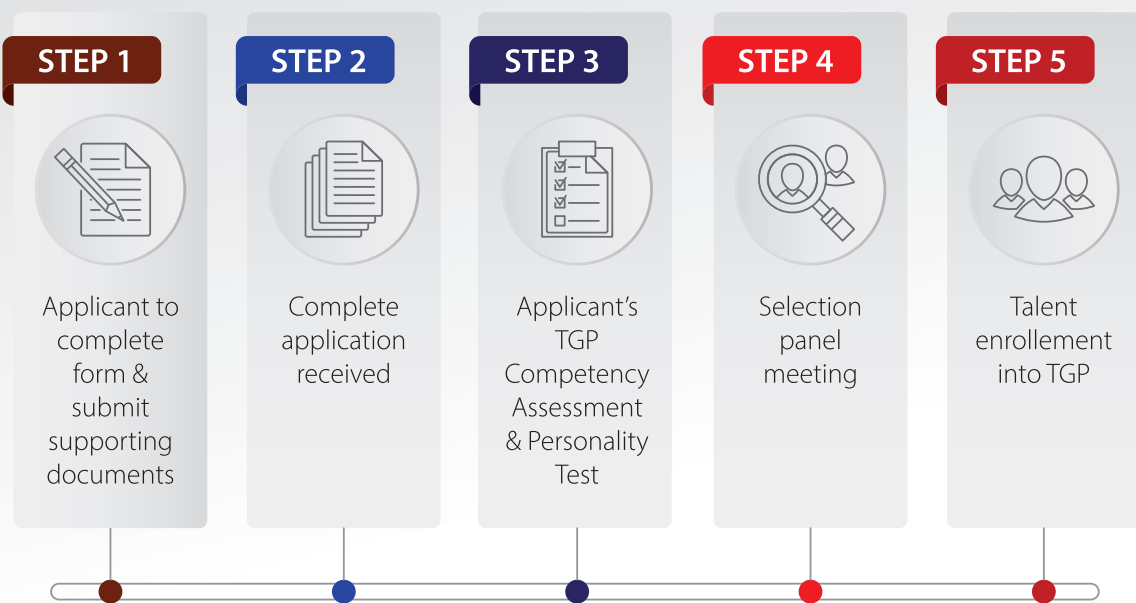 STEP 1
Applicant to
complete
form &
submit
supporting
documents
STEP 2
Complete
application
received
STEP 3
Applicant’s
TGP
Competency
Assessment
& Personality
Test
STEP 4
Selection
panel
meeting
STEP 5
Talent
enrollement
into TGP